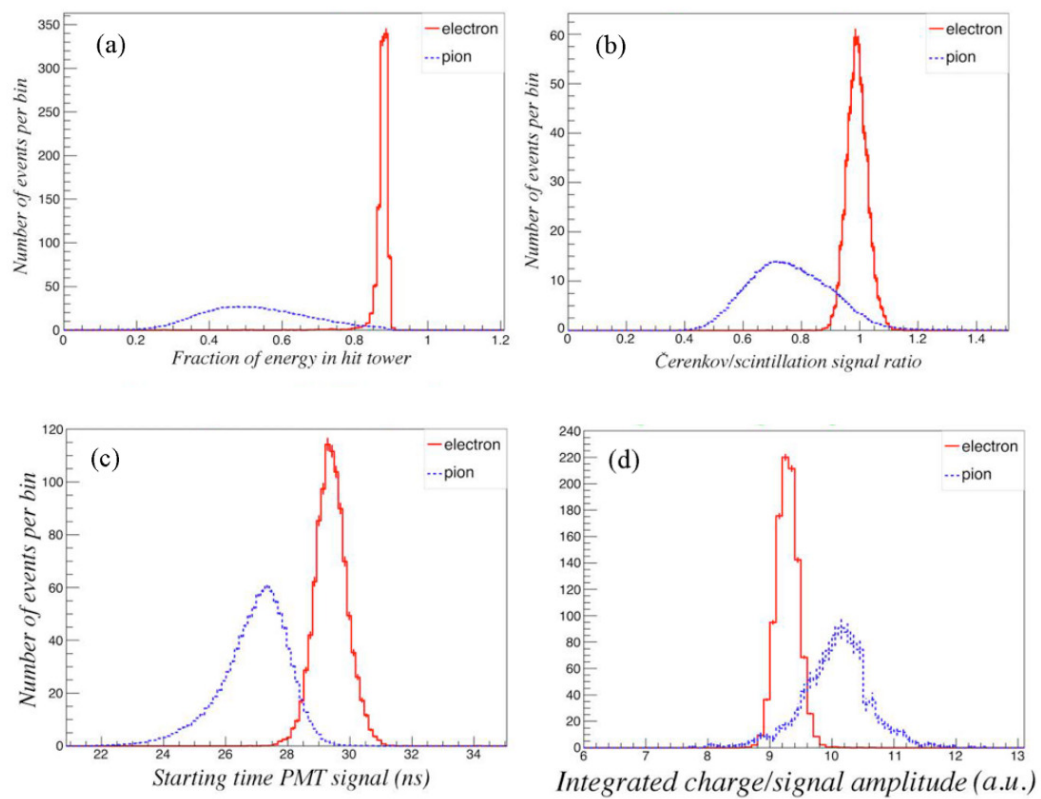 (a)
electron
pion
Number of events per bin
350
300
250
200
150
100
50
0
0 0.2 0.4 0.6 0.8 1 1.2
Fraction of energy in hit tower
(b)
electron
pion
Number of events per bin
60
50
40
30
20
10
0
0 0.2 0.4 0.6 0.8 1 1.2 1.4
Čerenkov/scintillation signal ratio
(c)
electron
pion
Number of events per bin
120
100
80
60
40
20
0
22 24 26 28 30 32 34
Starting time PMT signal (ns)
(d)
electron
pion
240
220
200
180
160
140
120
100
80
60
40
20
0
6 7 8 9 10 11 12 13
Integrated charge/signal amplitude (a.u.)